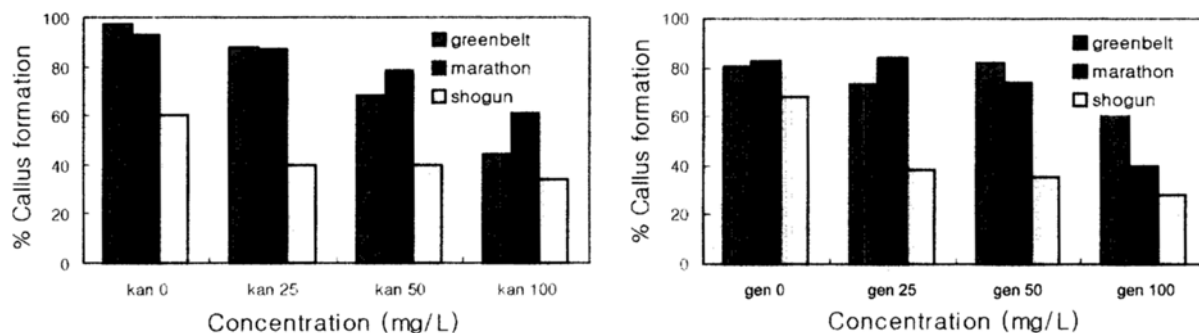 % Callus formation
100
80
60
40
20
0
greenbelt
marathon
shogun
kan 0
kan 25
kan 50
kan 100
Concentration (mg/L)
% Callus formation
100
80
60
40
20
0
greenbelt
marathon
shogun
gen 0
gen 25
gen 50
gen 100
Concentration (mg/L)